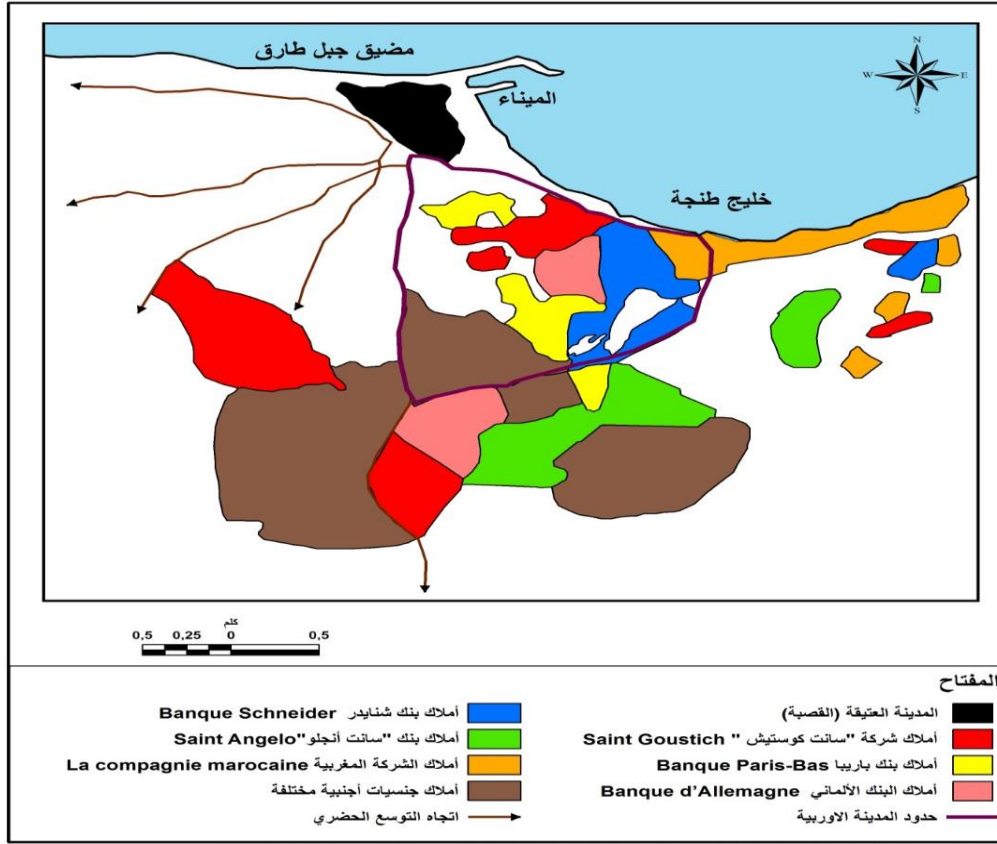 مضيق جبل طارق
الميناء
N
W E
S
خليج طنجة
كلم
0,5 0,25 0 0,5
المفتاح
المدينة العتيقة (القصبة)
أملاك شركة "سانت كوستيش " Saint Goustich
أملاك بنك باريبا Banque Paris-Bas
أملاك البنك الألماني Banque d’Allemagne
حدود المدينة الاوربية
أملاك بنك شنايدر Banque Schneider
أملاك بنك "سانت أنجلو"Saint Angelo
أملاك الشركة المغربية La compagnie marocaine
أملاك جنسيات أجنبية مختلفة
اتجاه التوسع الحضري